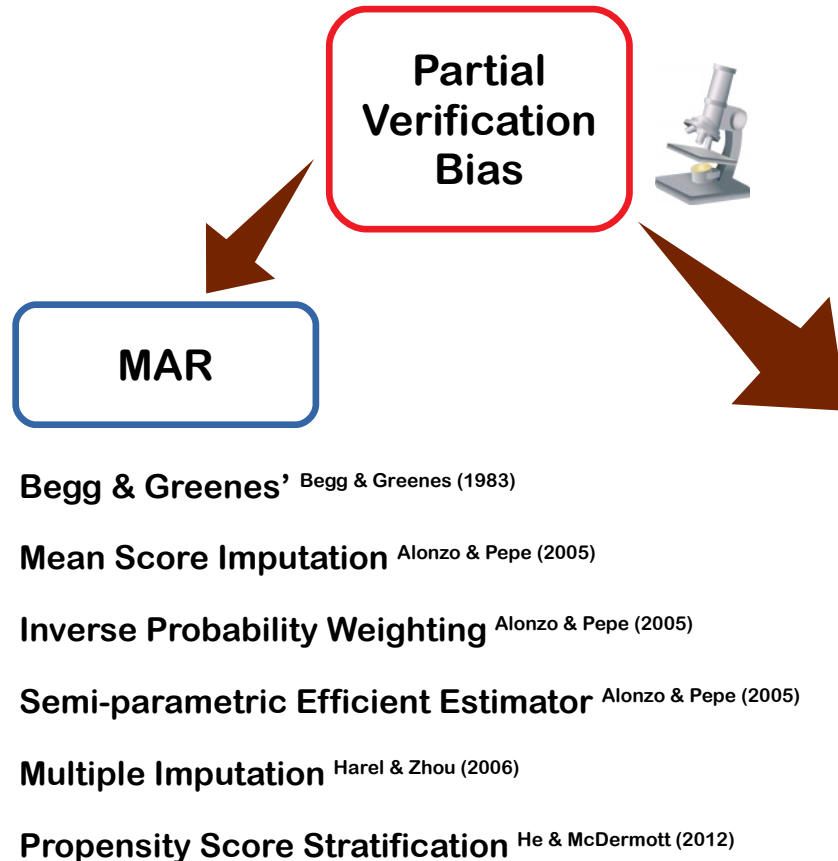 Partial
Verification
Bias
MAR
Begg & Greenes’ Begg & Greenes (1983)
Mean Score Imputation Alonzo & Pepe (2005)
Inverse Probability Weighting Alonzo & Pepe (2005)
Semi-parametric Efficient Estimator Alonzo & Pepe (2005)
Multiple Imputation Harel & Zhou (2006)
Propensity Score Stratification He & McDermott (2012)